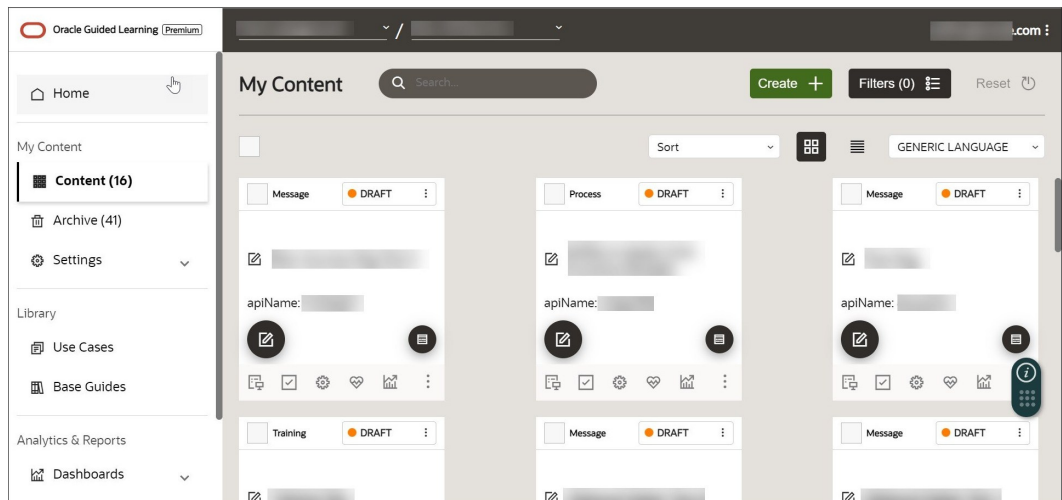 Oracle Guided Learning Premium
/
.com
Home
My Content
Content (16)
Archive (41)
Settings
Library
Use Cases
Base Guides
Analytics & Reports
Dashboards
My Content
Search...
Create +
Filters (0)
Reset
Sort
GENERIC LANGUAGE
Message DRAFT
Process DRAFT
Message DRAFT
apiName:
apiName:
apiName:
Training DRAFT
Message DRAFT
Message DRAFT